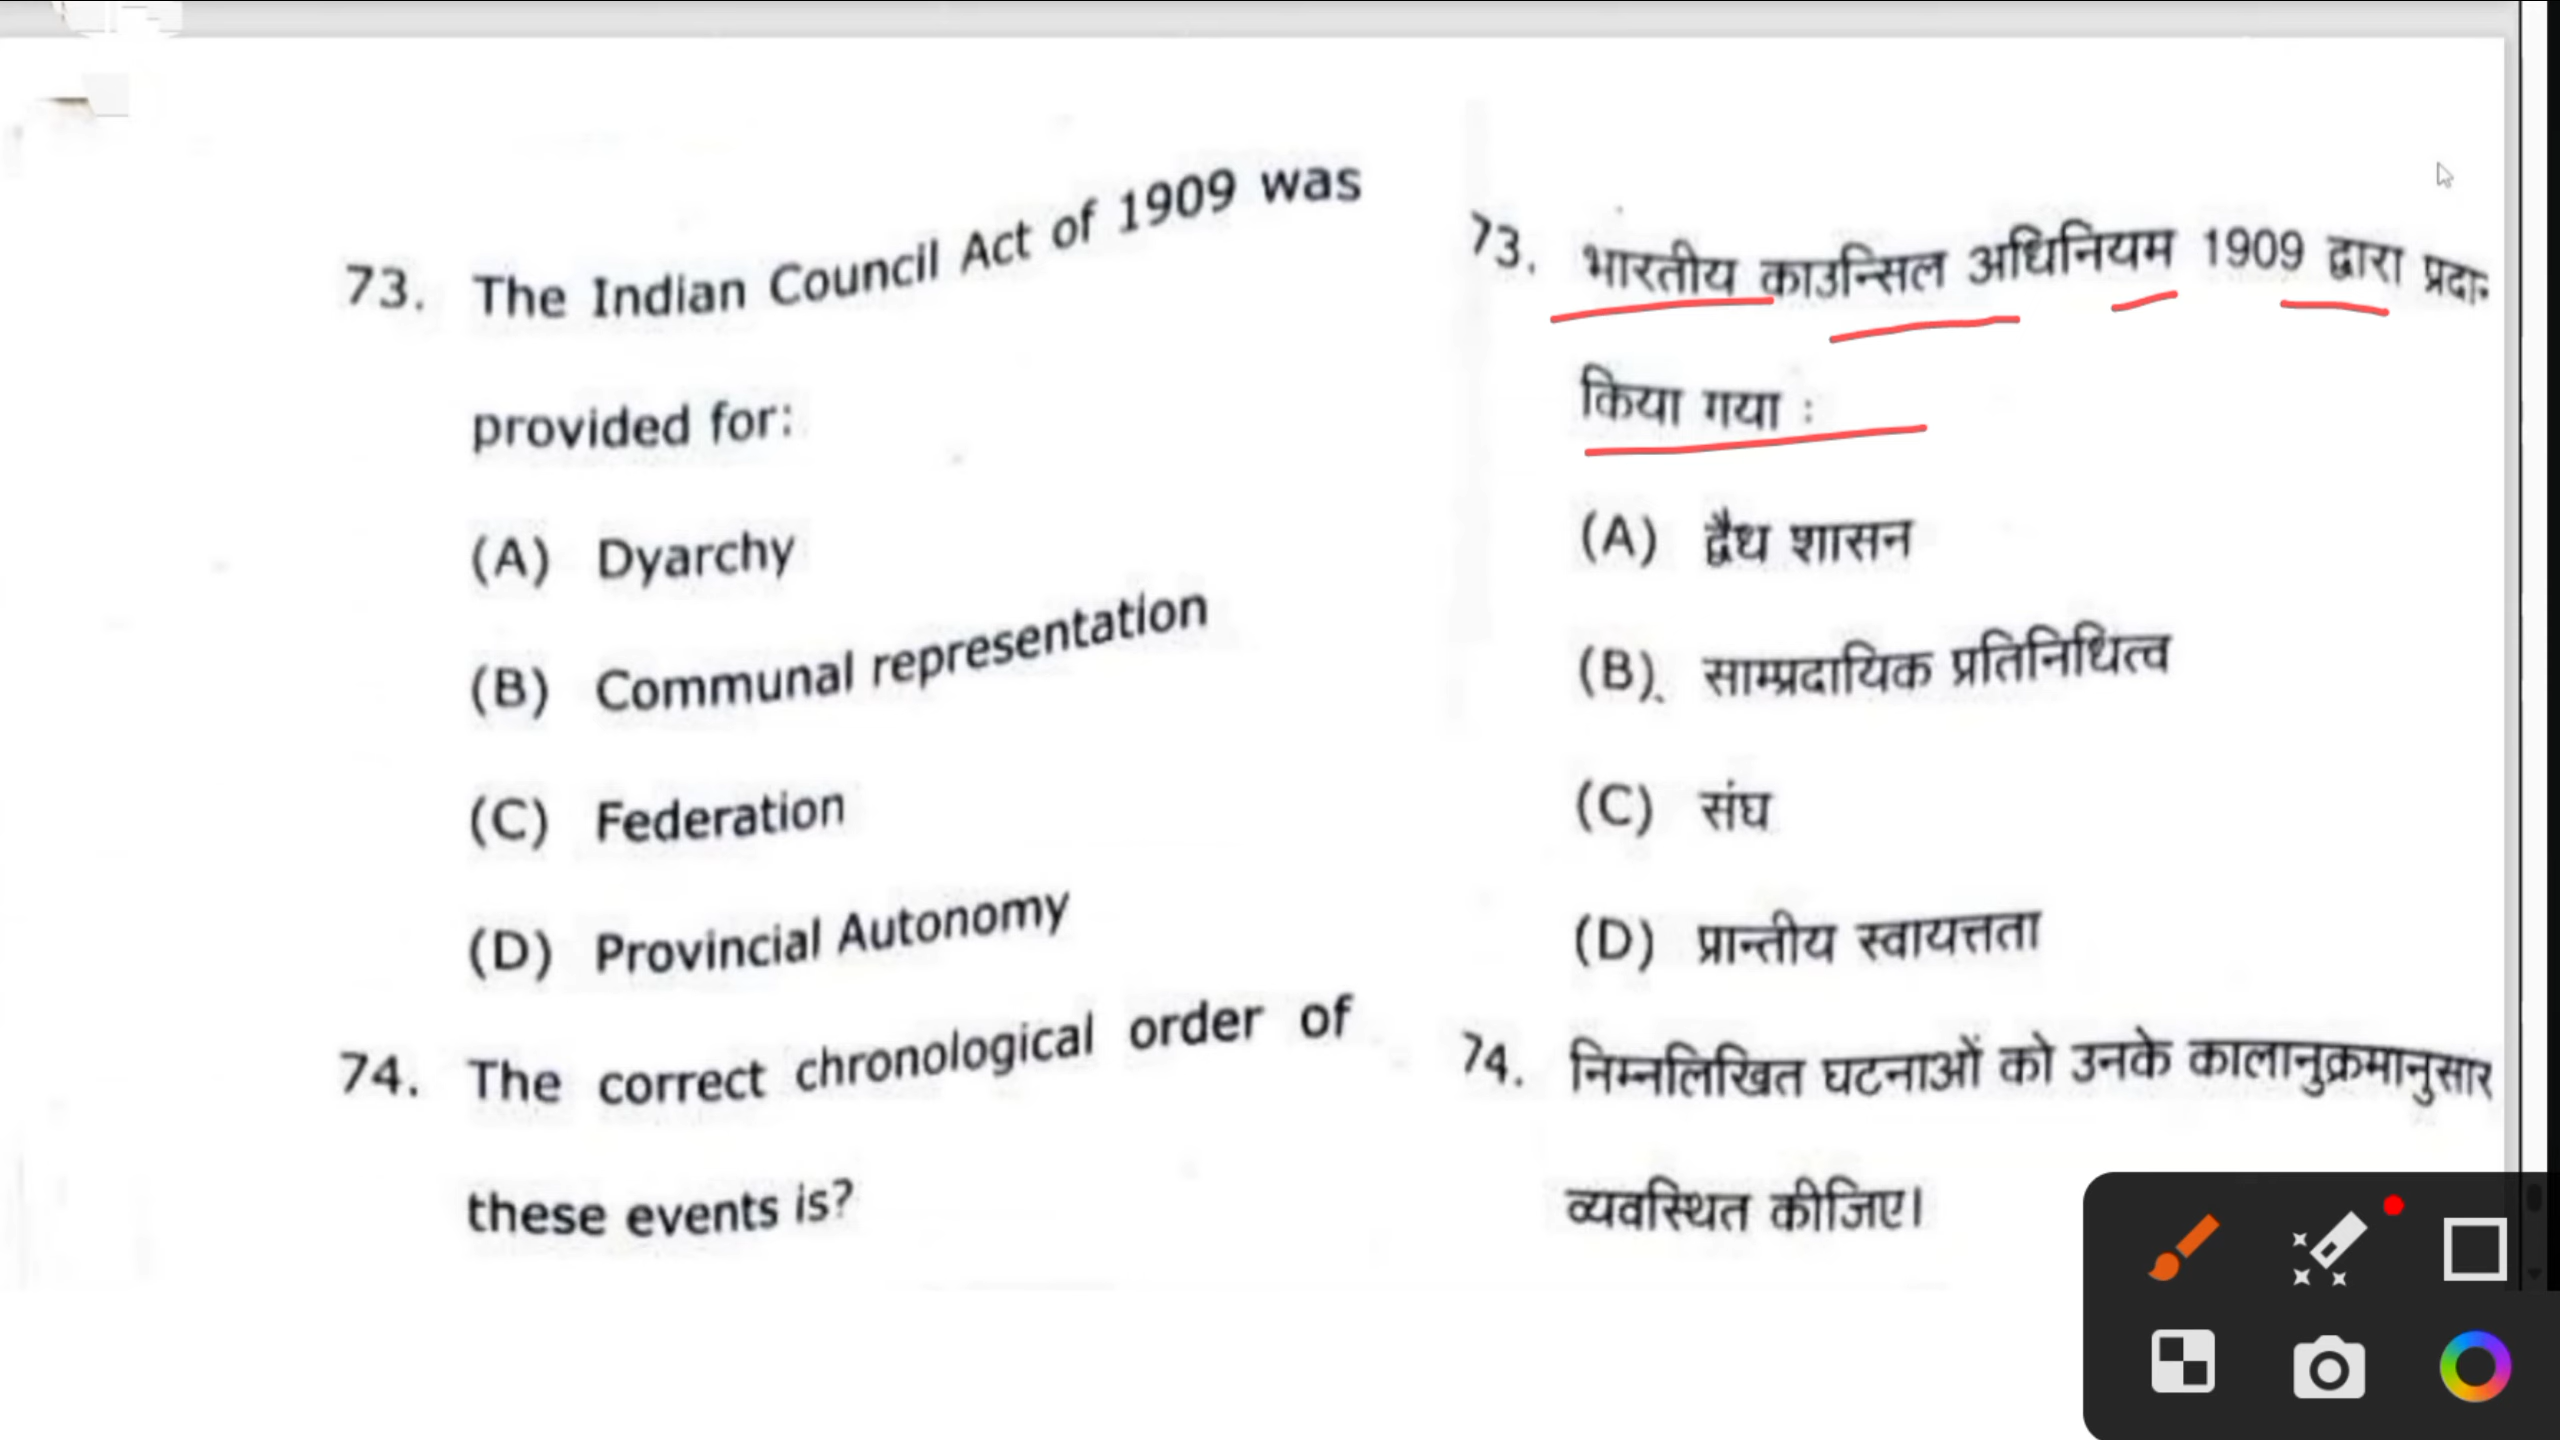 73. The Indian Council Act of 1909 was
provided for:
(A) Dyarchy
(B) Communal representation
(C) Federation
(D) Provincial Autonomy
74. The correct chronological order of
these events is?
73. भारतीय काउन्सिल अधिनियम 1909 द्वारा
किया गया :
(A) द्वैध शासन
(B) साम्प्रदायिक प्रतिनिधित्व
(C) संघ
(D) प्रान्तीय स्वायत्तता
74. निम्नलिखित घटनाओं को उनके कालानुक्रमानुसार
व्यवस्थित कीजिए।